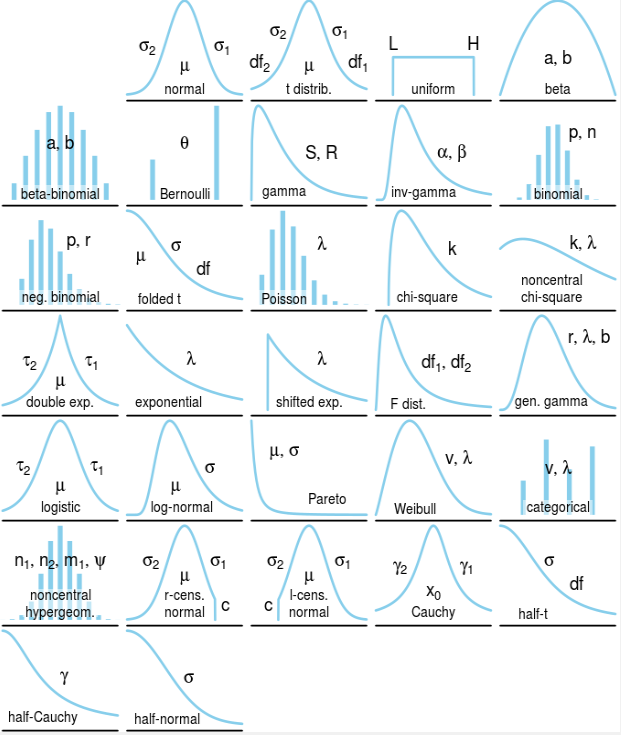 σ₂ σ₁
μ
normal
σ₂ σ₁
df₂ μ df₁
t distrib.
L H
uniform
a, b
beta
a, b
beta-binomial
θ
Bernoulli
S, R
gamma
α, β
inv-gamma
p, n
binomial
p, r
neg. binomial
σ
μ
df
folded t
λ
Poisson
k
chi-square
k, λ
noncentral
chi-square
τ₂ τ₁
μ
double exp.
λ
exponential
λ
shifted exp.
df₁, df₂
F dist.
r, λ, b
gen. gamma
τ₂ τ₁
μ
logistic
σ
μ
log-normal
μ, σ
Pareto
v, λ
Weibull
v, λ
categorical
n₁, n₂, m₁, ψ
noncentral
hypergeom.
σ₂ σ₁
μ
r-cens.
normal c
σ₂ σ₁
μ
l-cens.
c normal
γ₂ γ₁
x₀
Cauchy
σ
df
half-t
γ
half-Cauchy
σ
half-normal